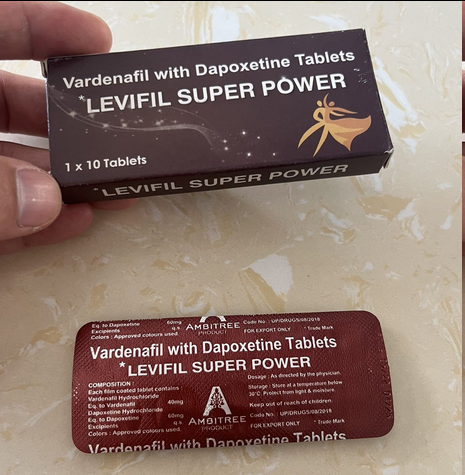 Vardenafil with Dapoxetine Tablets
*LEVIFIL SUPER POWER
1 x 10 Tablets
*LEVIFIL SUPER POWER
Eq. to Dapoxetine 60mg
Excipients q.s.
Colors : Approved colours used.
AMBITREE
PRODUCT
Code No. : UP/DRUGS/08/2018
FOR EXPORT ONLY * Trade Mark
Vardenafil with Dapoxetine Tablets
*LEVIFIL SUPER POWER
COMPOSITION :
Each film coated tablet contains :
Vardenafil Hydrochloride
Eq. to Vardenafil 40mg
Dapoxetine Hydrochloride
Eq. to Dapoxetine 60mg
Excipients q.s.
Colors : Approved colours used.
AMBITREE
PRODUCT
Dosage : As directed by the physician.
Storage : Store at a temperature below
30°C. Protect from light & moisture.
Keep out of reach of children.
Code No. : UP/DRUGS/08/2018
FOR EXPORT ONLY * Trade Mark
Vardenafil with Dapoxetine Tablets